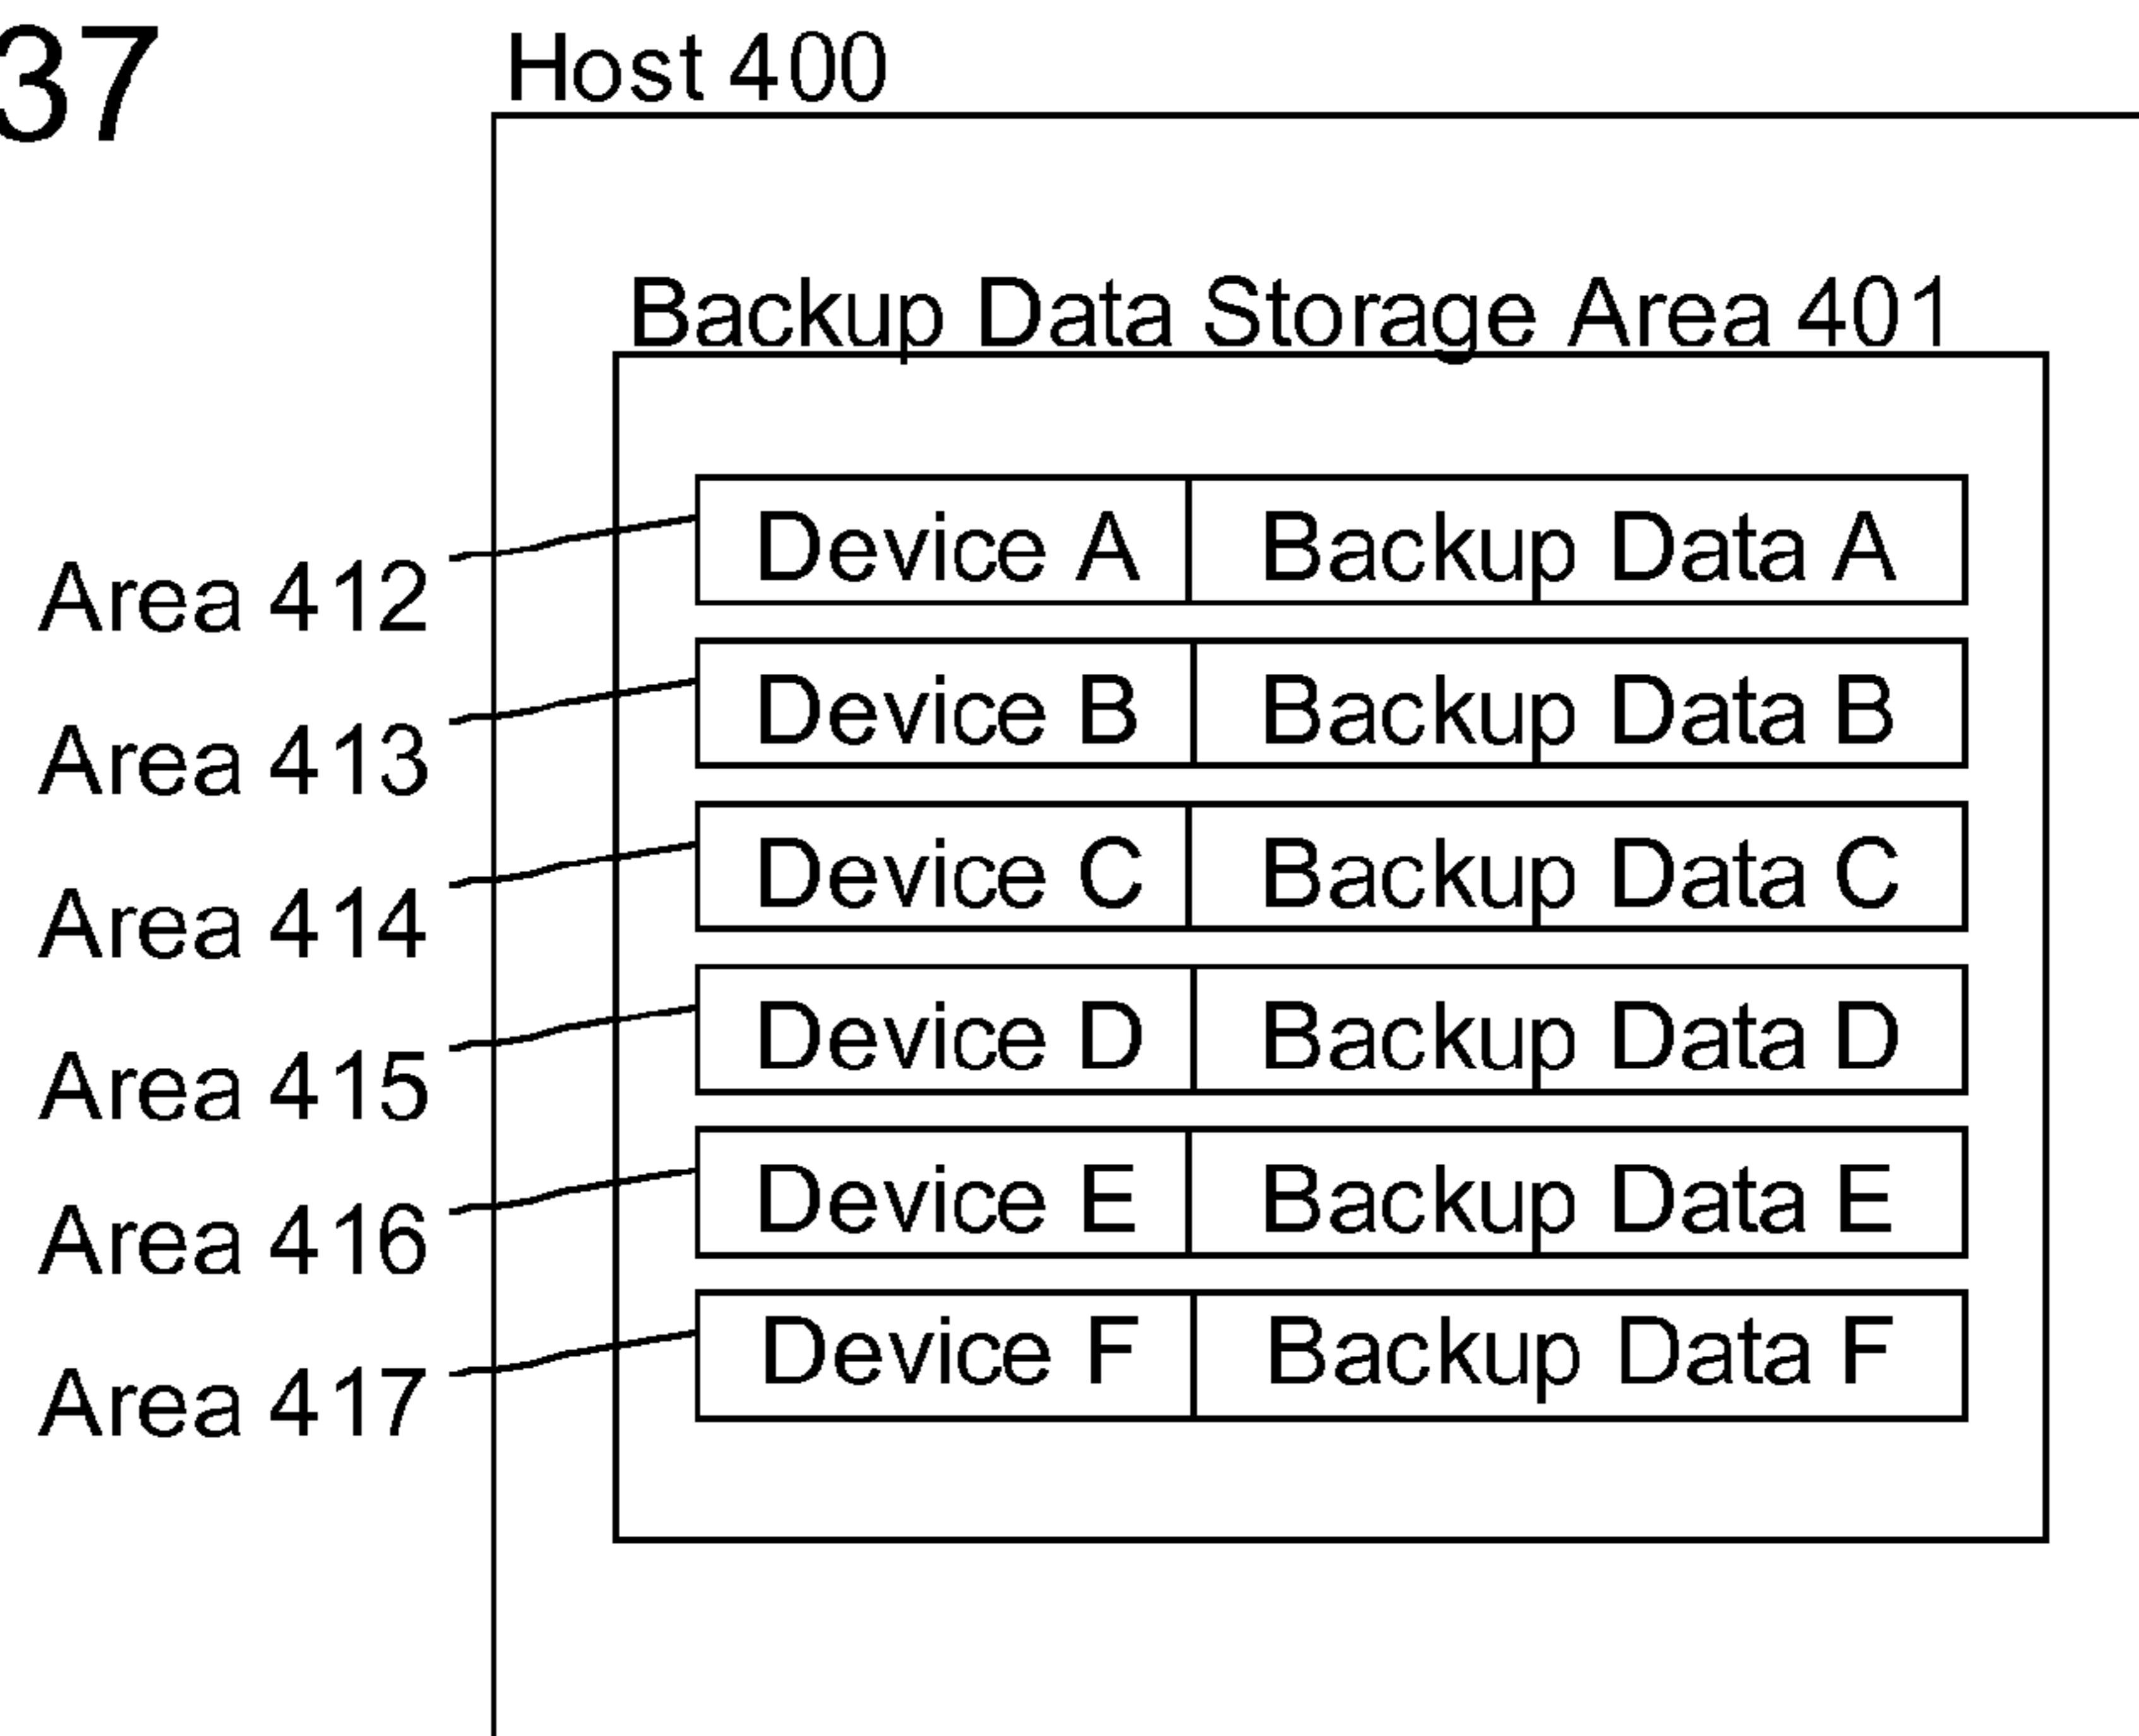 37
Host 400
Backup Data Storage Area 401
Area 412 Device A Backup Data A
Area 413 Device B Backup Data B
Area 414 Device C Backup Data C
Area 415 Device D Backup Data D
Area 416 Device E Backup Data E
Area 417 Device F Backup Data F